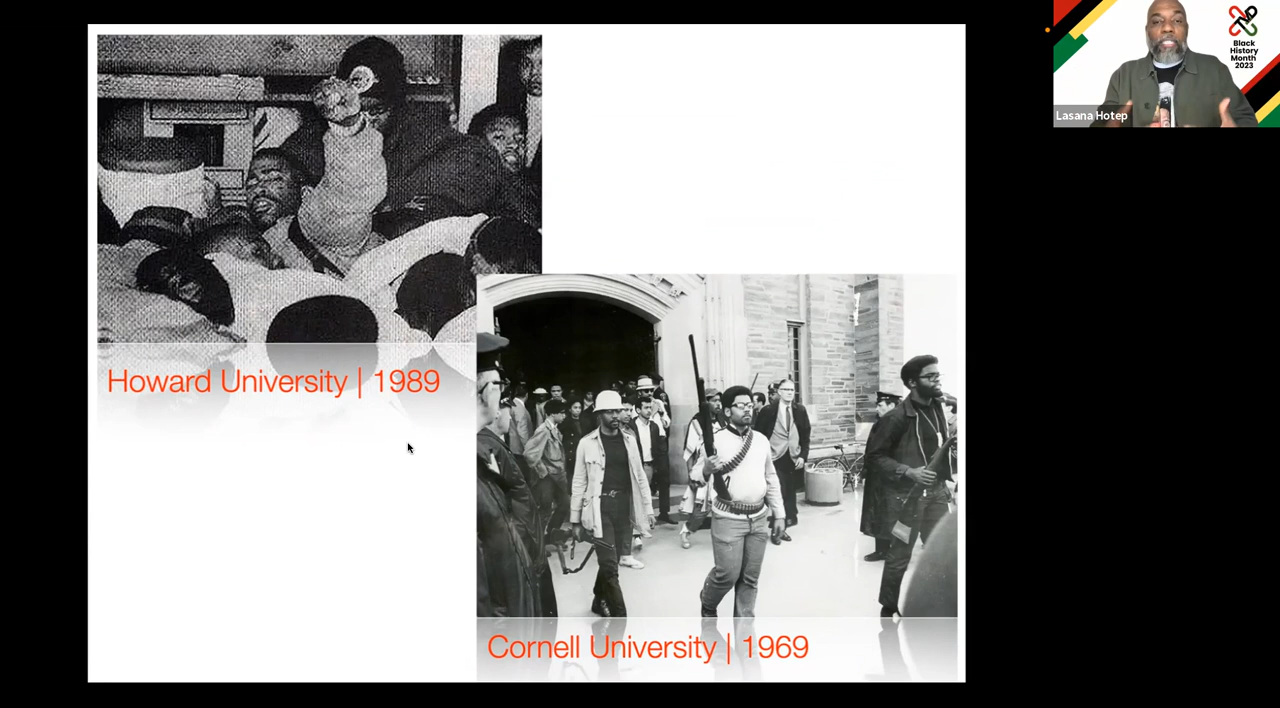 Howard University | 1989
Cornell University | 1969
Black
History
Month
2023
Lasana Hotep